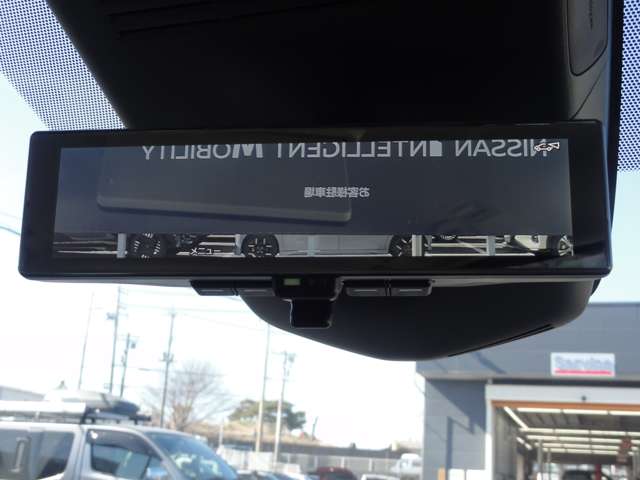 NISSAN INTELLIGENT MOBILITY
お客様駐車場
Service